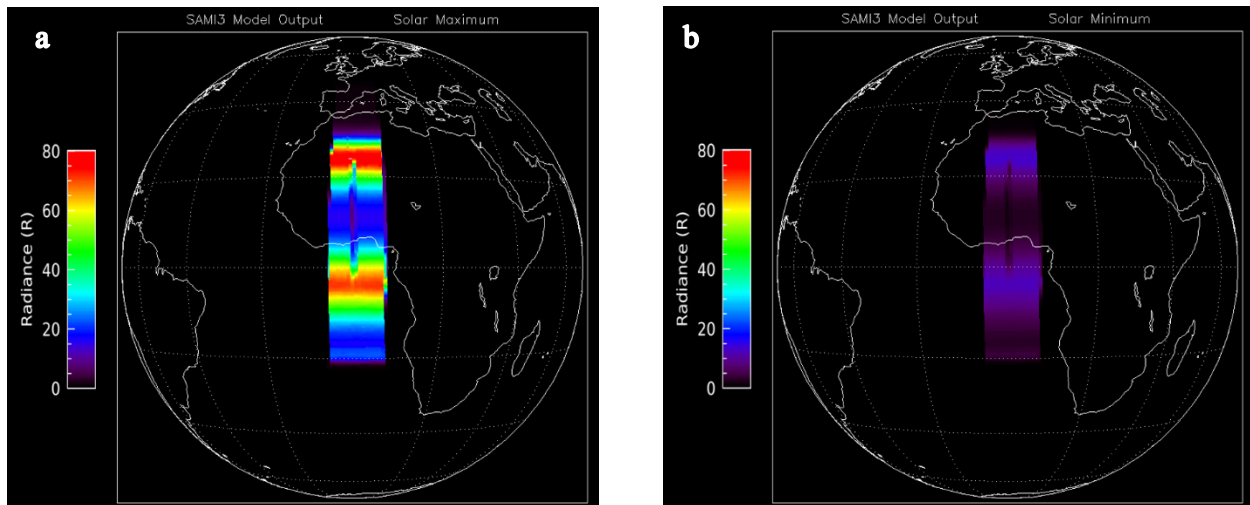 SAMI3 Model Output Solar Maximum
a
80
60
40
20
0
Radiance (R)
SAMI3 Model Output Solar Minimum
b
80
60
40
20
0
Radiance (R)